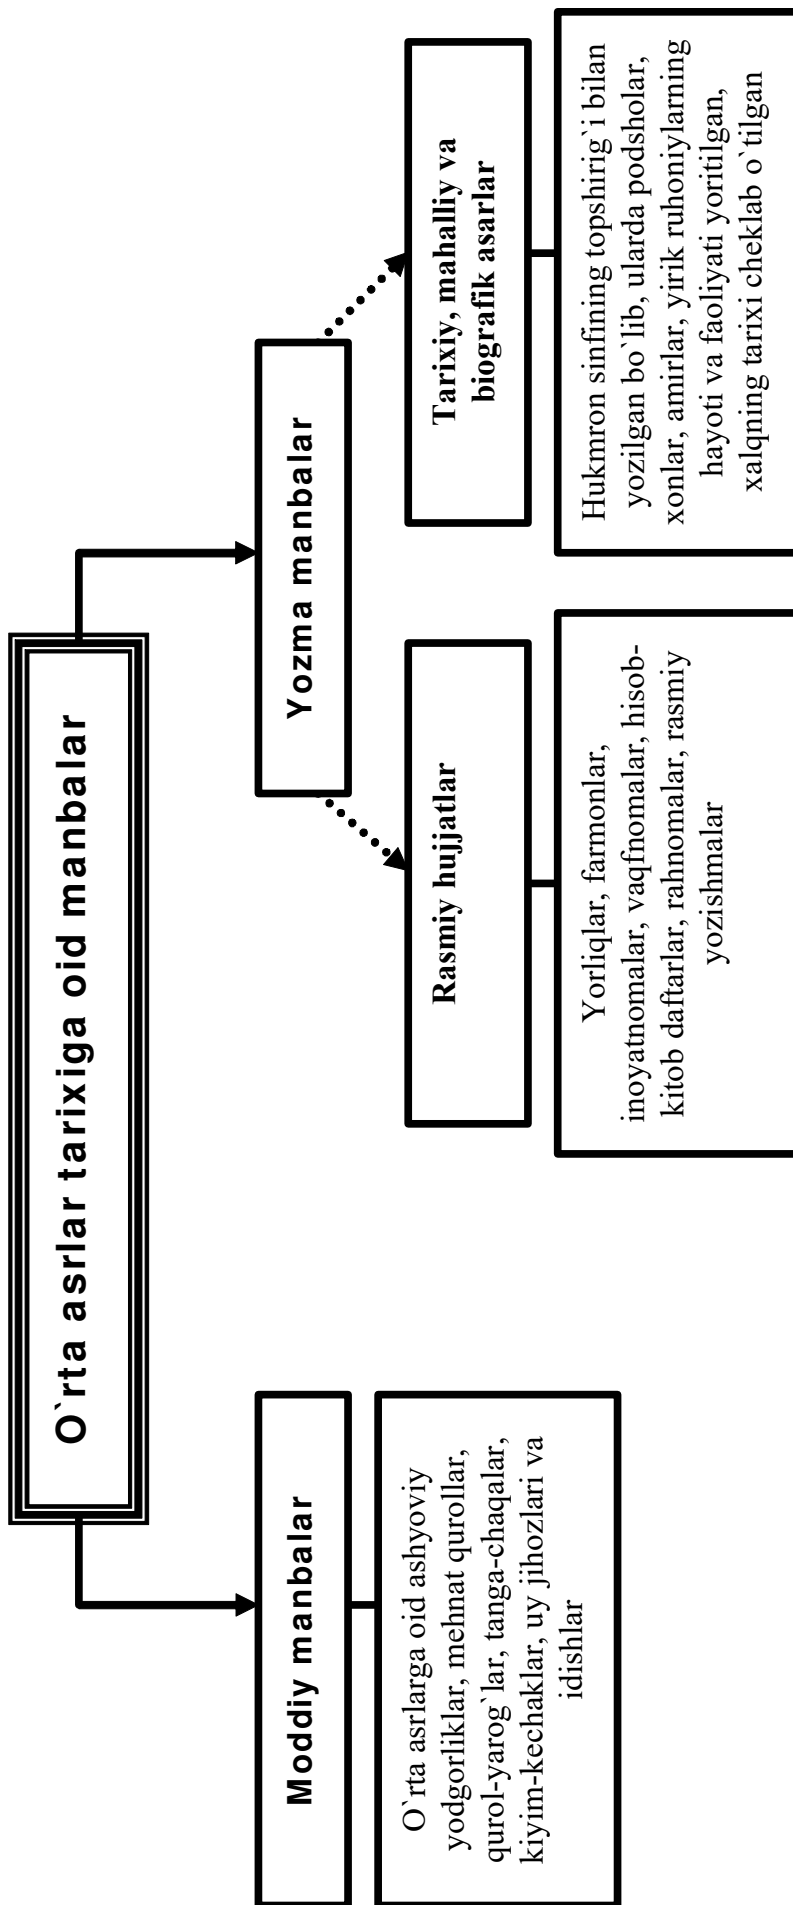 O`rta asrlar tarixiga oid manbalar
Moddiy manbalar
O`rta asrlarga oid ashyoviy
yodgorliklar, mehnat qurollar,
qurol-yarog`lar, tanga-chaqalar,
kiyim-kechaklar, uy jihozlari va
idishlar
Yozma manbalar
Rasmiy hujjatlar
Yorliqlar, farmonlar,
inoyatnomalar, vaqfnomalar, hisob-
kitob daftarlar, rahnomalar, rasmiy
yozishmalar
Tarixiy, mahalliy va
biografik asarlar
Hukmron sinfining topshirig`i bilan
yozilgan bo`lib, ularda podsholar,
xonlar, amirlar, yirik ruhoniylarning
hayoti va faoliyati yoritilgan,
xalqning tarixi cheklab o`tilgan